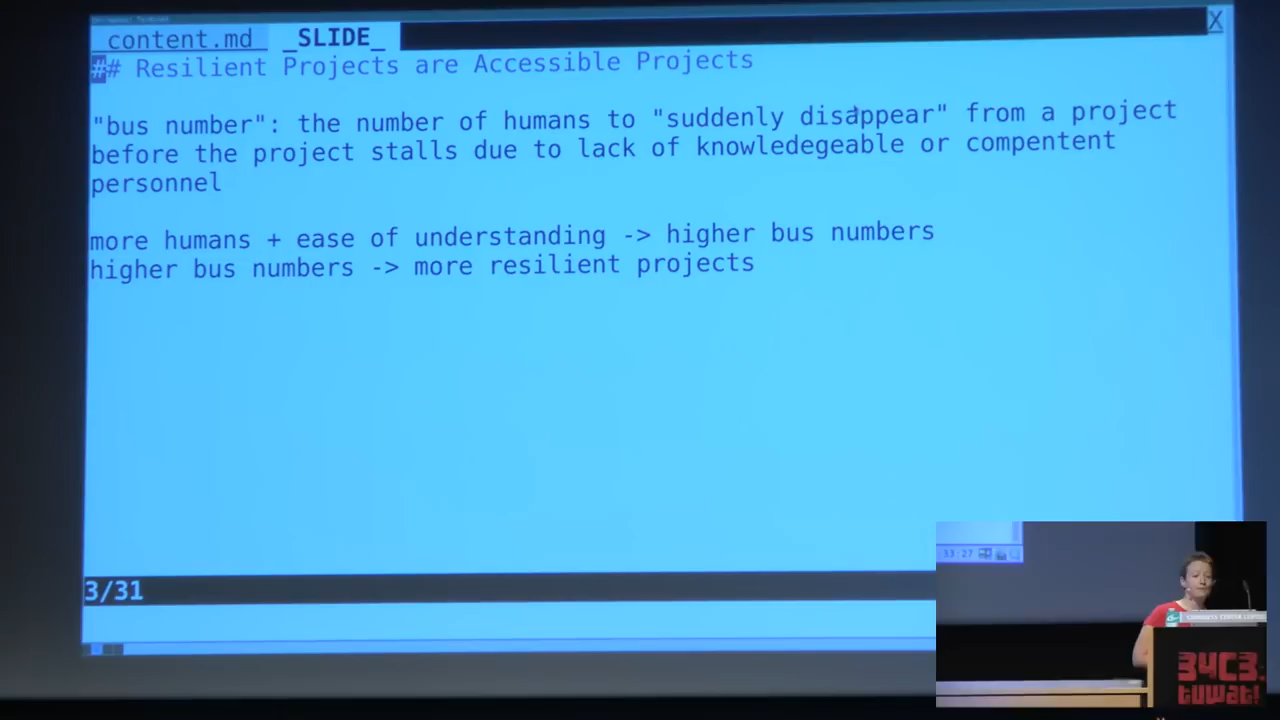 content.md _SLIDE_ X
## Resilient Projects are Accessible Projects
"bus number": the number of humans to "suddenly disappear" from a project
before the project stalls due to lack of knowledegeable or compentent
personnel
more humans + ease of understanding -> higher bus numbers
higher bus numbers -> more resilient projects
3/31
13:27
34C3.
tuwat!